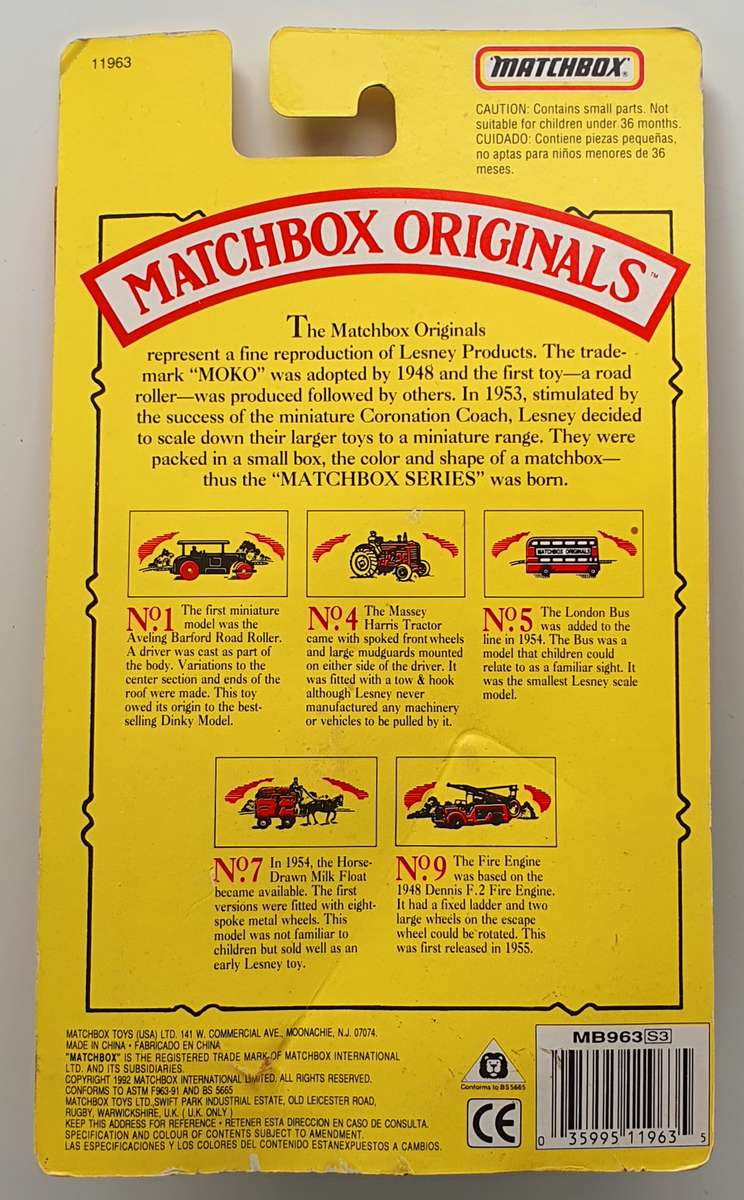 11963
"MATCHBOX"®
CAUTION: Contains small parts. Not
suitable for children under 36 months.
CUIDADO: Contiene piezas pequeñas,
no aptas para niños menores de 36
meses.
MATCHBOX ORIGINALS™
The Matchbox Originals
represent a fine reproduction of Lesney Products. The trade-
mark “MOKO” was adopted by 1948 and the first toy—a road
roller—was produced followed by others. In 1953, stimulated by
the success of the miniature Coronation Coach, Lesney decided
to scale down their larger toys to a miniature range. They were
packed in a small box, the color and shape of a matchbox—
thus the “MATCHBOX SERIES” was born.
No.1 The first miniature
model was the
Aveling Barford Road Roller.
A driver was cast as part of
the body. Variations to the
center section and ends of the
roof were made. This toy
owed its origin to the best-
selling Dinky Model.
No.4 The Massey
Harris Tractor
came with spoked front wheels
and large mudguards mounted
on either side of the driver. It
was fitted with a tow & hook
although Lesney never
manufactured any machinery
or vehicles to be pulled by it.
MATCHBOX ORIGINALS
No.5 The London Bus
was added to the
line in 1954. The Bus was a
model that children could
relate to as a familiar sight. It
was the smallest Lesney scale
model.
No.7 In 1954, the Horse-
Drawn Milk Float
became available. The first
versions were fitted with eight-
spoke metal wheels. This
model was not familiar to
children but sold well as an
early Lesney toy.
No.9 The Fire Engine
was based on the
1948 Dennis F.2 Fire Engine.
It had a fixed ladder and two
large wheels on the escape
wheel could be rotated. This
was first released in 1955.
MATCHBOX TOYS (USA) LTD. 141 W. COMMERCIAL AVE., MOONACHIE, N.J. 07074.
MADE IN CHINA • FABRICADO EN CHINA
"MATCHBOX" IS THE REGISTERED TRADE MARK OF MATCHBOX INTERNATIONAL
LTD. AND ITS SUBSIDIARIES.
COPYRIGHT 1992 MATCHBOX INTERNATIONAL LIMITED. ALL RIGHTS RESERVED.
CONFORMS TO ASTM F963-91 AND BS 5665
MATCHBOX TOYS LTD.,SWIFT PARK INDUSTRIAL ESTATE, OLD LEICESTER ROAD,
RUGBY, WARWICKSHIRE, U.K. ( U.K. ONLY )
KEEP THIS ADDRESS FOR REFERENCE • RETENER ESTA DIRECCION EN CASO DE CONSULTA.
SPECIFICATION AND COLOUR OF CONTENTS SUBJECT TO AMENDMENT.
LAS ESPECIFICACIONES Y LOS COLORES DEL CONTENIDO ESTANEXPUESTOS A CAMBIOS.
Conforms to BS 5665
CE
MB963 S3
0 35995 11963 5